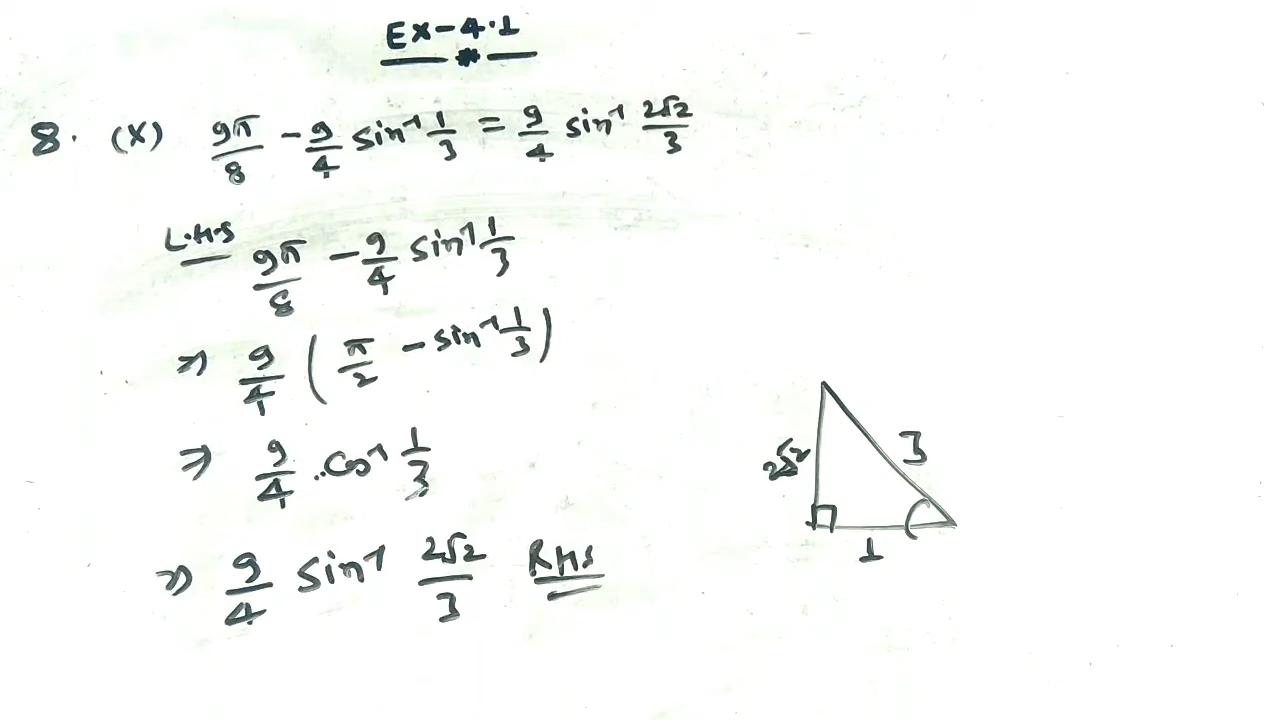 Ex-4.1
8. (x) 9π/8 - 9/4 sin⁻¹ 1/3 = 9/4 sin⁻¹ 2√2/3
L.H.S 9π/8 - 9/4 sin⁻¹ 1/3
⇒ 9/4 (π/2 - sin⁻¹ 1/3)
⇒ 9/4 . cos⁻¹ 1/3
⇒ 9/4 sin⁻¹ 2√2/3 RHS
2√2
3
1